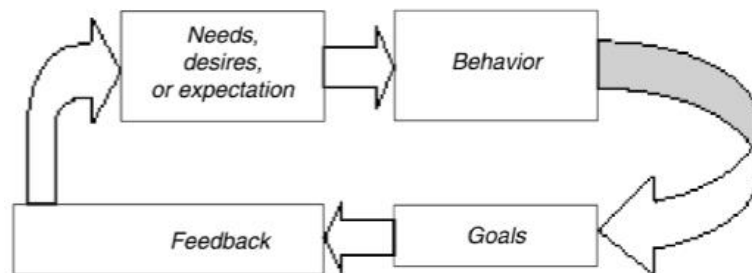 Needs,
desires,
or expectation
Behavior
Goals
Feedback